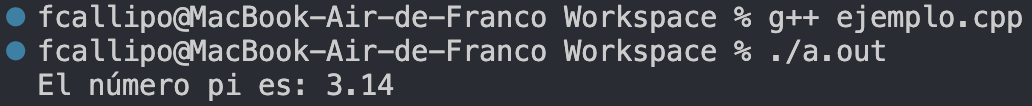 fcallipo@MacBook-Air-de-Franco Workspace % g++ ejemplo.cpp
fcallipo@MacBook-Air-de-Franco Workspace % ./a.out
El número pi es: 3.14